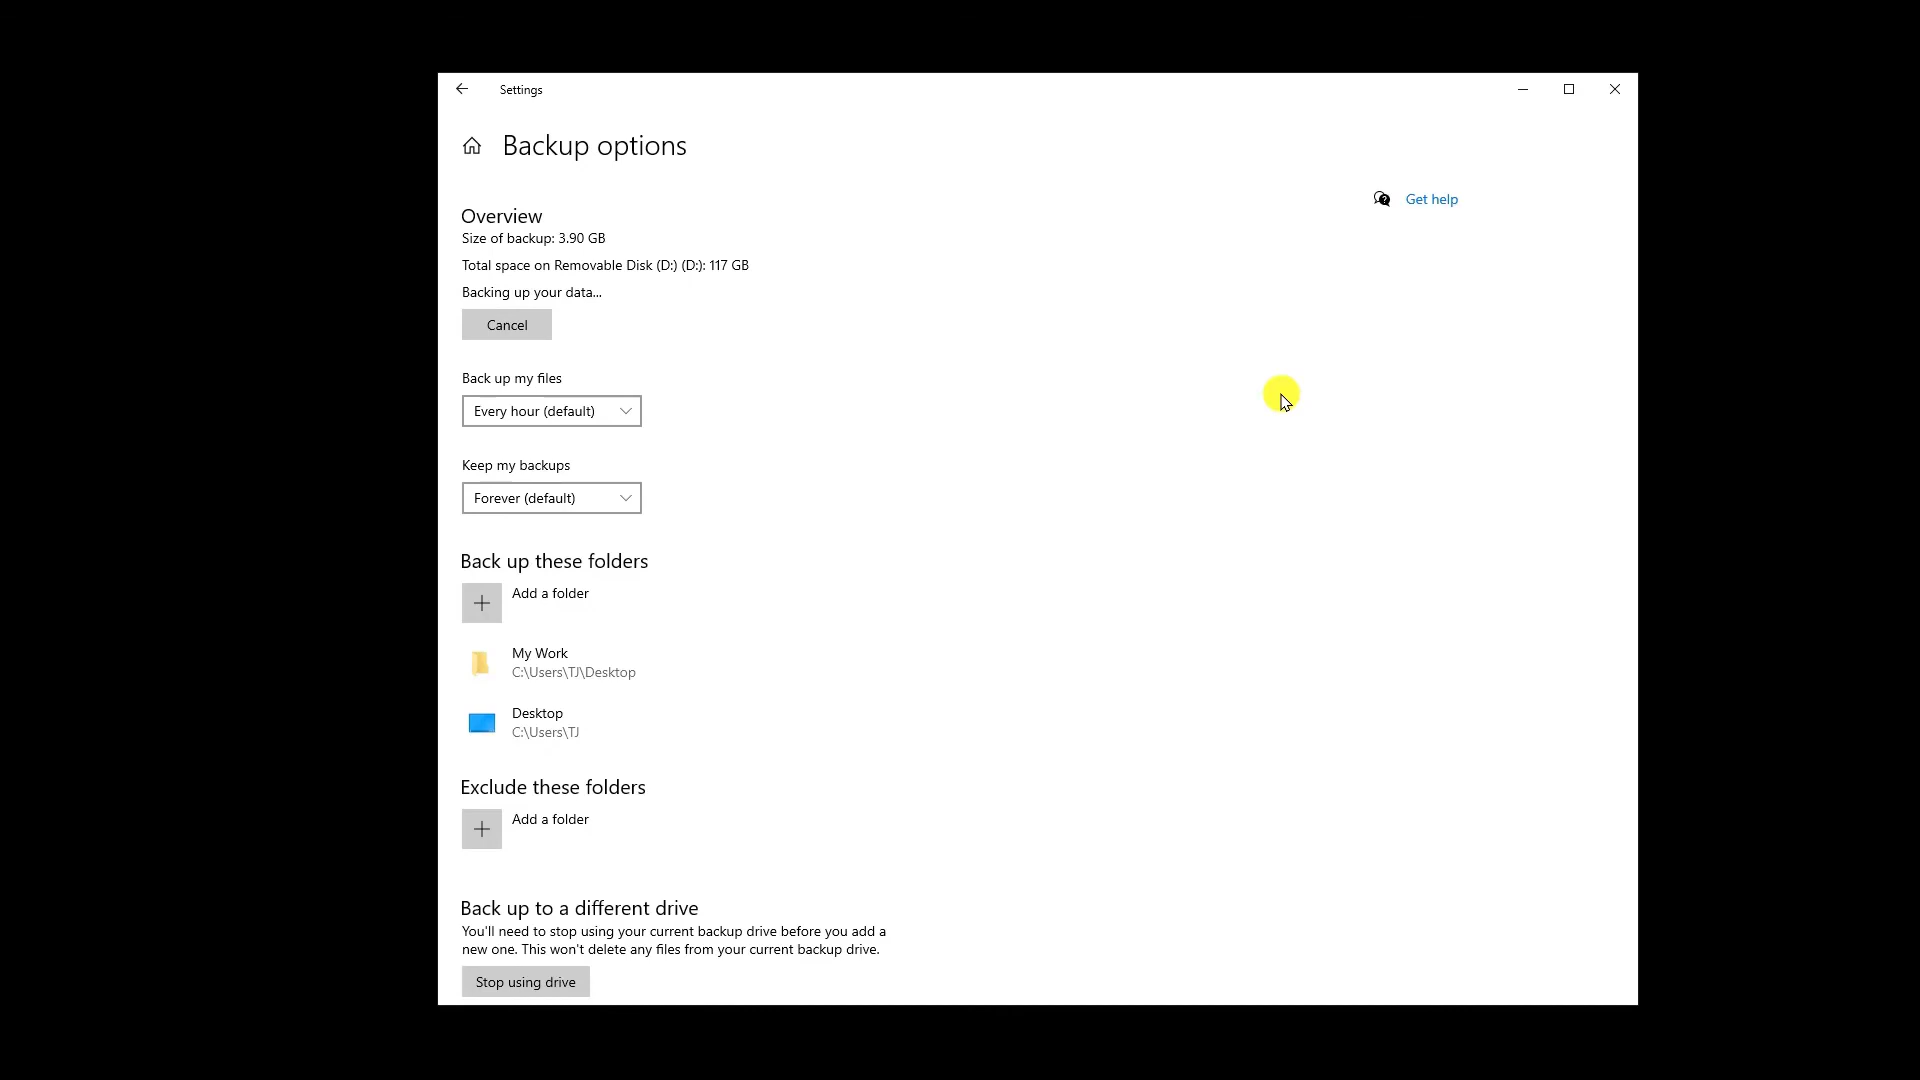 Settings
Backup options
Get help
Overview
Size of backup: 3.90 GB
Total space on Removable Disk (D:) (D:): 117 GB
Backing up your data...
Cancel
Back up my files
Every hour (default)
Keep my backups
Forever (default)
Back up these folders
Add a folder
My Work
C:\Users\TJ\Desktop
Desktop
C:\Users\TJ
Exclude these folders
Add a folder
Back up to a different drive
You'll need to stop using your current backup drive before you add a
new one. This won't delete any files from your current backup drive.
Stop using drive